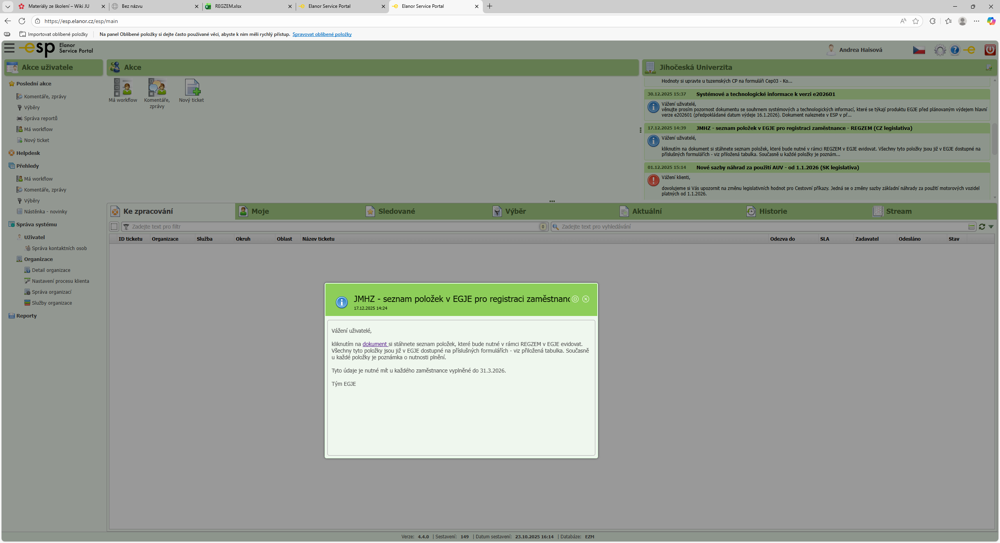 Materiály ze školení – Wiki JU
Bez názvu
REGZEM.xlsx
Elanor Service Portal
Elanor Service Portal
https://esp.elanor.cz/esp/main
Importovat oblíbené položky
Na panel Oblíbené položky si dejte často používané věci, abyste k nim měli rychlý přístup. Spravovat oblíbené položky
esp Elanor
Service Portal
Andrea Haisová
Akce uživatele
Poslední akce
Komentáře, zprávy
Výběry
Správa reportů
Má workflow
Nový ticket
Helpdesk
Přehledy
Má workflow
Komentáře, zprávy
Výběry
Nástěnka - novinky
Správa systému
Uživatel
Správa kontaktních osob
Organizace
Detail organizace
Nastavení procesu klienta
Správa organizací
Služby organizace
Reporty
Akce
Má workflow
Komentáře,
zprávy
Nový ticket
Jihočeská Univerzita
Hodnoty si upravte u tuzemských CP na formuláři Cep03 - Ko...
30.12.2025 15:37 Systémové a technologické informace k verzi e202601
Vážení uživatelé,
věnujte prosím pozornost dokumentu se souhrnem systémových a technologických informací, které se týkají produktu EGJE před plánovaným výdejem hlavní
verze e202601 (předpokládané datum výdeje 16.1.2026). Dokument naleznete v ESP v př...
17.12.2025 14:39 JMHZ - seznam položek v EGJE pro registraci zaměstnance - REGZEM (CZ legislativa)
Vážení uživatelé,
kliknutím na dokument si stáhnete seznam položek, které bude nutné v rámci REGZEM v EGJE evidovat. Všechny tyto položky jsou již v EGJE dostupné na
příslušných formulářích - viz přiložená tabulka. Současně u každé položky je poznám...
01.12.2025 15:14 Nové sazby náhrad za použití AUV - od 1.1.2026 (SK legislativa)
Vážení klienti,
dovolujeme si Vás upozornit na změnu legislativních hodnot pro Cestovní příkazy. Jedná se o změny sazby základní náhrady za použití motorových vozidel
platných od 1.1.2026.
Ke zpracování
Moje
Sledované
Výběr
Aktuální
Historie
Stream
Zadejte text pro filtr
0
Zadejte text pro vyhledávání
ID ticketu Organizace Služba Okruh Oblast Název ticketu Odezva do SLA Zadavatel Odesláno Stav
JMHZ - seznam položek v EGJE pro registraci zaměstnanc
17.12.2025 14:24
Vážení uživatelé,
kliknutím na dokument si stáhnete seznam položek, které bude nutné v rámci REGZEM v EGJE evidovat.
Všechny tyto položky jsou již v EGJE dostupné na příslušných formulářích - viz přiložená tabulka. Současně
u každé položky je poznámka o nutnosti plnění.
Tyto údaje je nutné mít u každého zaměstnance vyplněné do 31.3.2026.
Tým EGJE
Verze: 4.4.0 | Sestavení: 149 | Datum sestavení: 23.10.2025 16:14 | Databáze: EZM